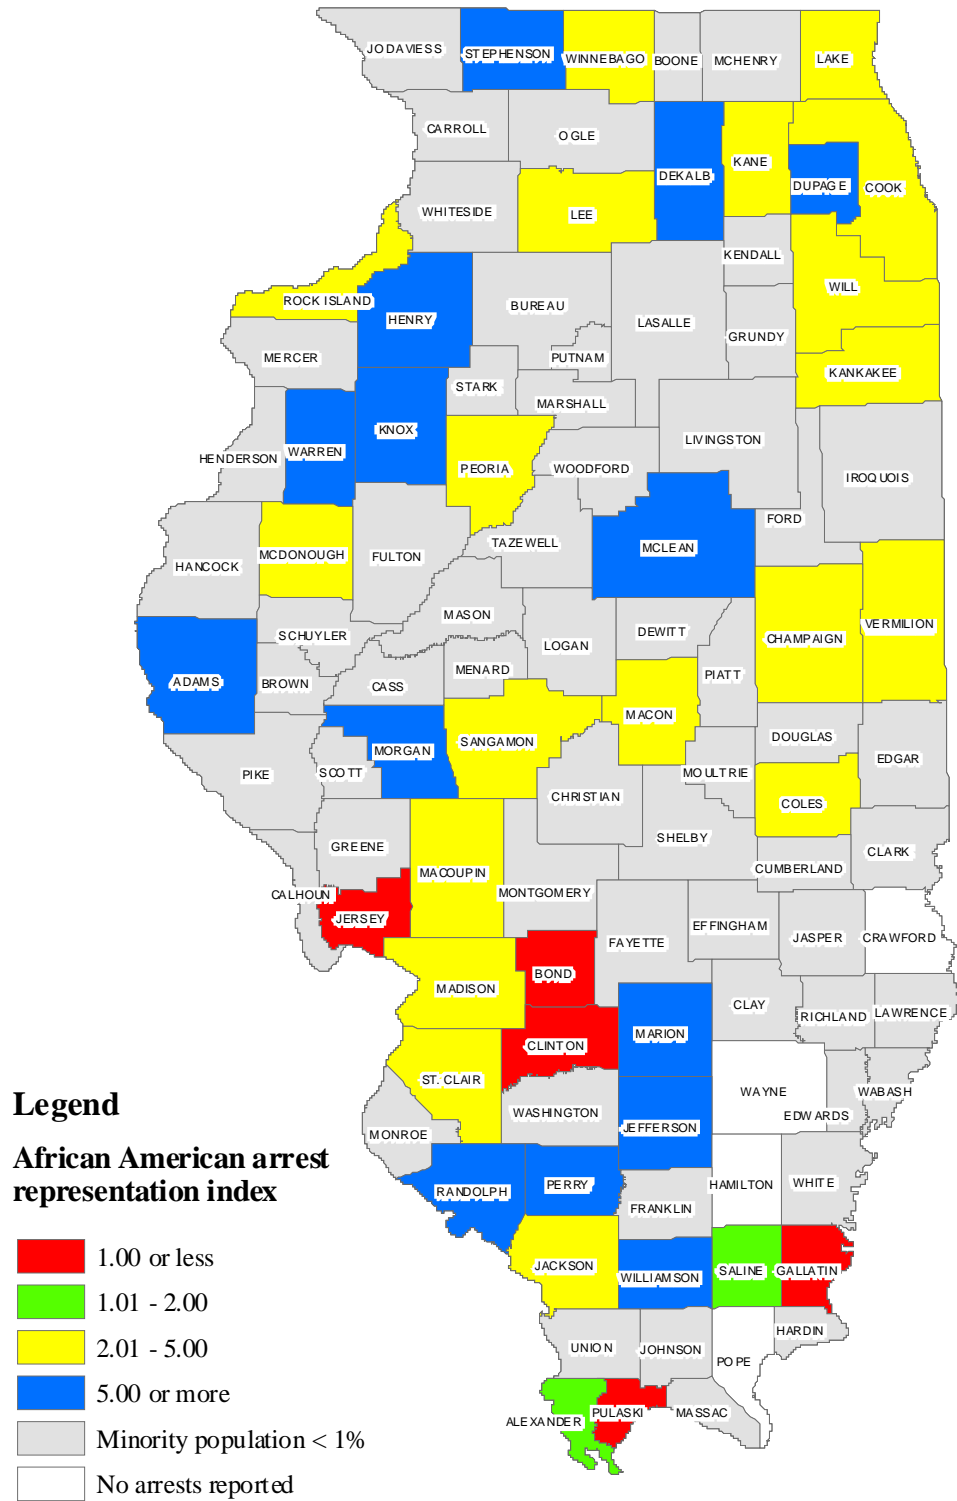 JO DAVIESS
STEPHENSON
WINNEBAGO
BOONE
MCHENRY
LAKE
CARROLL
OGLE
DEKALB
KANE
DUPAGE
COOK
WHITESIDE
LEE
KENDALL
WILL
ROCK ISLAND
HENRY
BUREAU
LASALLE
GRUNDY
MERCER
PUTNAM
KANKAKEE
STARK
MARSHALL
HENDERSON
WARREN
KNOX
PEORIA
WOODFORD
LIVINGSTON
IROQUOIS
FORD
HANCOCK
MCDONOUGH
FULTON
TAZEWELL
MCLEAN
MASON
SCHUYLER
LOGAN
DEWITT
CHAMPAIGN
VERMILION
ADAMS
BROWN
CASS
MENARD
PIATT
MACON
MORGAN
SANGAMON
DOUGLAS
EDGAR
PIKE
SCOTT
CHRISTIAN
MOULTRIE
COLES
GREENE
MACOUPIN
SHELBY
CUMBERLAND
CLARK
CALHOUN
JERSEY
MONTGOMERY
FAYETTE
EFFINGHAM
JASPER
CRAWFORD
MADISON
BOND
CLAY
RICHLAND
LAWRENCE
CLINTON
MARION
ST. CLAIR
WAYNE
EDWARDS
WABASH
MONROE
WASHINGTON
JEFFERSON
RANDOLPH
PERRY
FRANKLIN
HAMILTON
WHITE
JACKSON
WILLIAMSON
SALINE
GALLATIN
UNION
JOHNSON
POPE
HARDIN
ALEXANDER
PULASKI
MASSAC
Legend
African American arrest
representation index
1.00 or less
1.01 - 2.00
2.01 - 5.00
5.00 or more
Minority population < 1%
No arrests reported